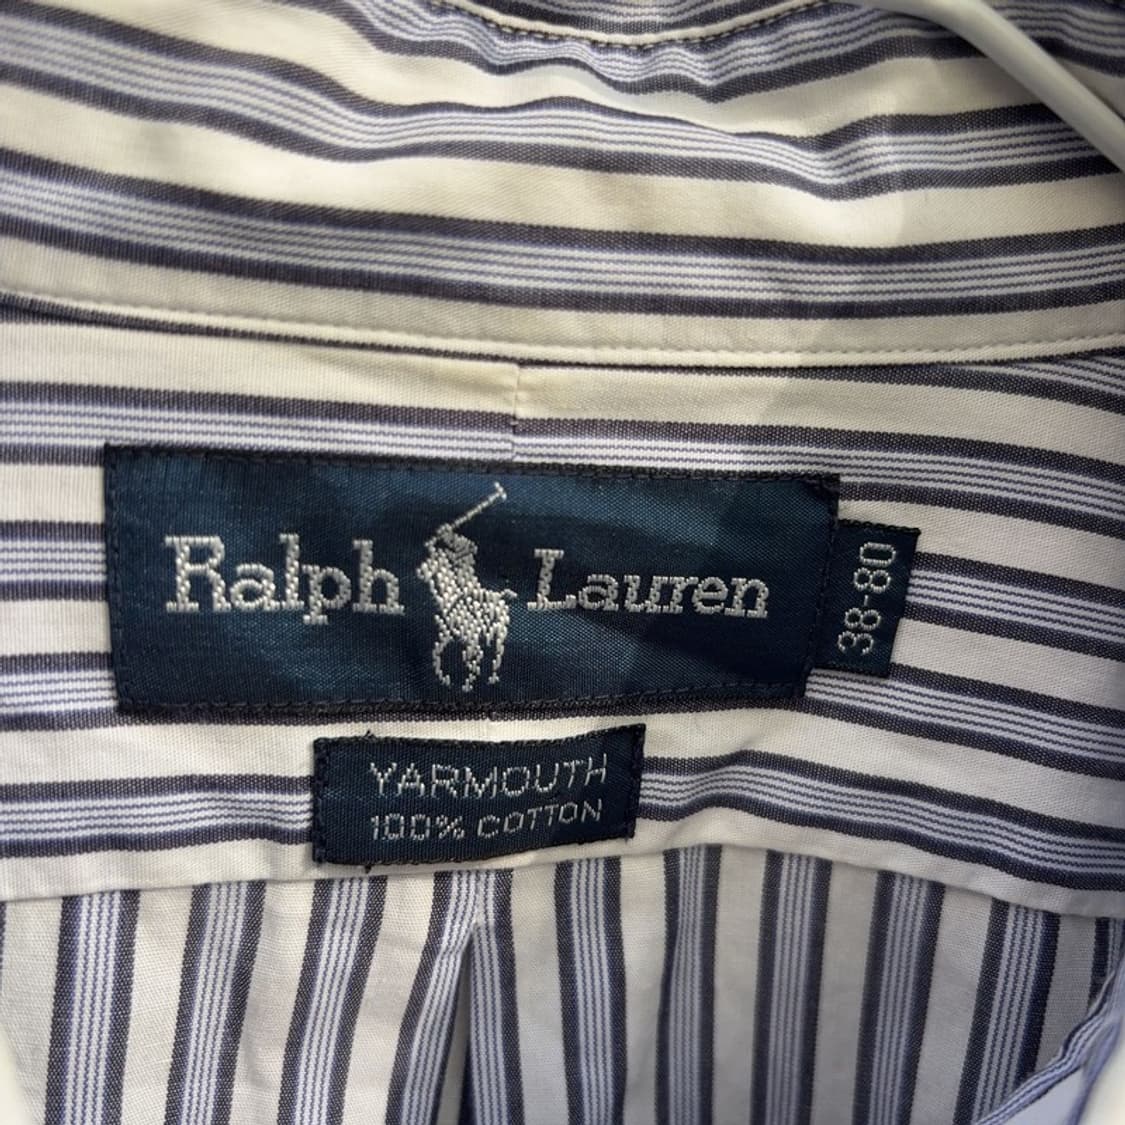 Ralph Lauren
38-80
YARMOUTH
100% COTTON